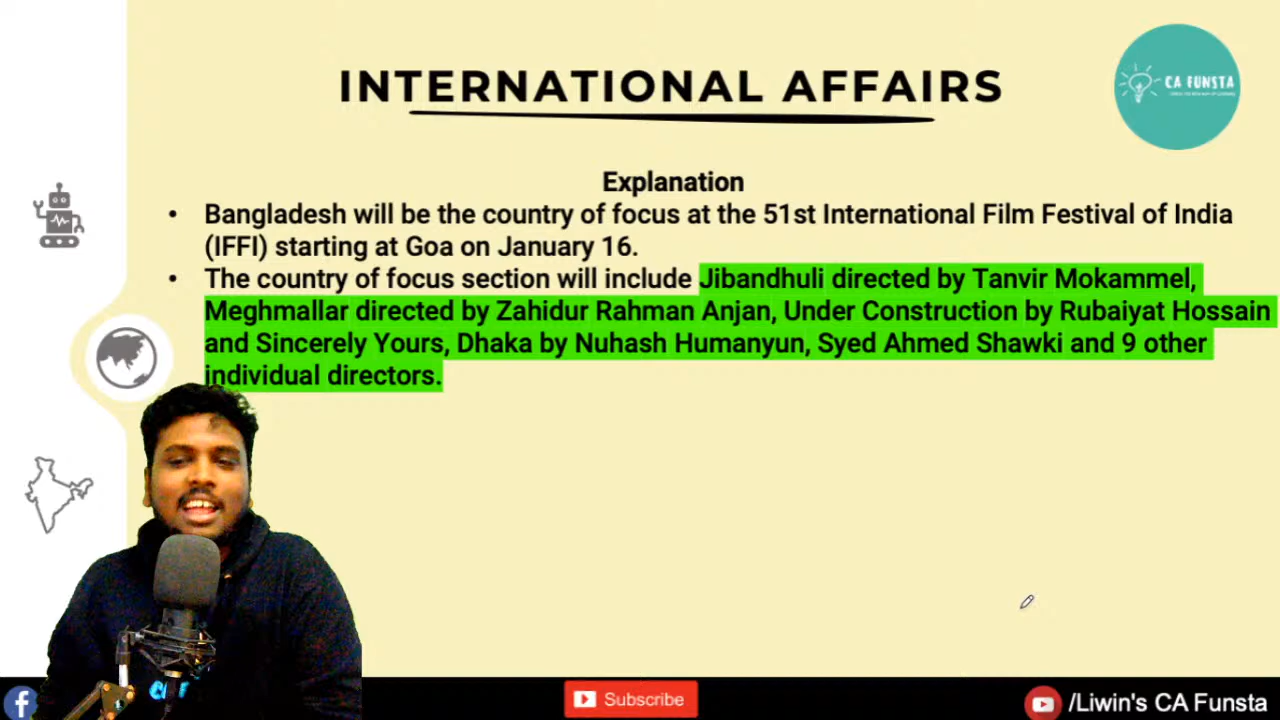 INTERNATIONAL AFFAIRS
CA FUNSTA
Explanation
• Bangladesh will be the country of focus at the 51st International Film Festival of India
(IFFI) starting at Goa on January 16.
• The country of focus section will include Jibandhuli directed by Tanvir Mokammel,
Meghmallar directed by Zahidur Rahman Anjan, Under Construction by Rubaiyat Hossain
and Sincerely Yours, Dhaka by Nuhash Humanyun, Syed Ahmed Shawki and 9 other
individual directors.
Subscribe
/Liwin's CA Funsta